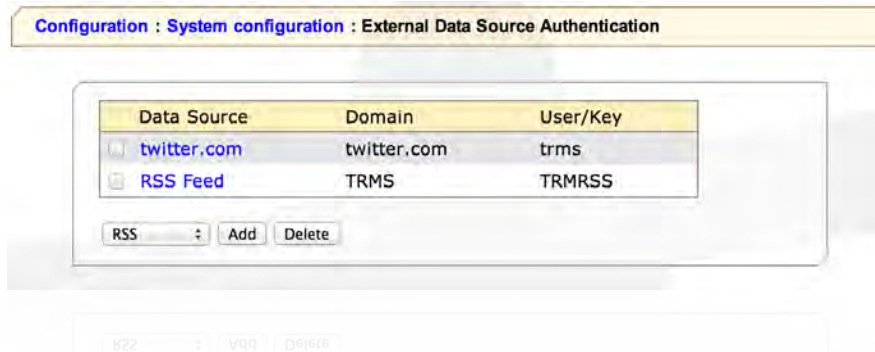 Configuration : System configuration : External Data Source Authentication
Data Source Domain User/Key
twitter.com twitter.com trms
RSS Feed TRMS TRMRSS
RSS Add Delete